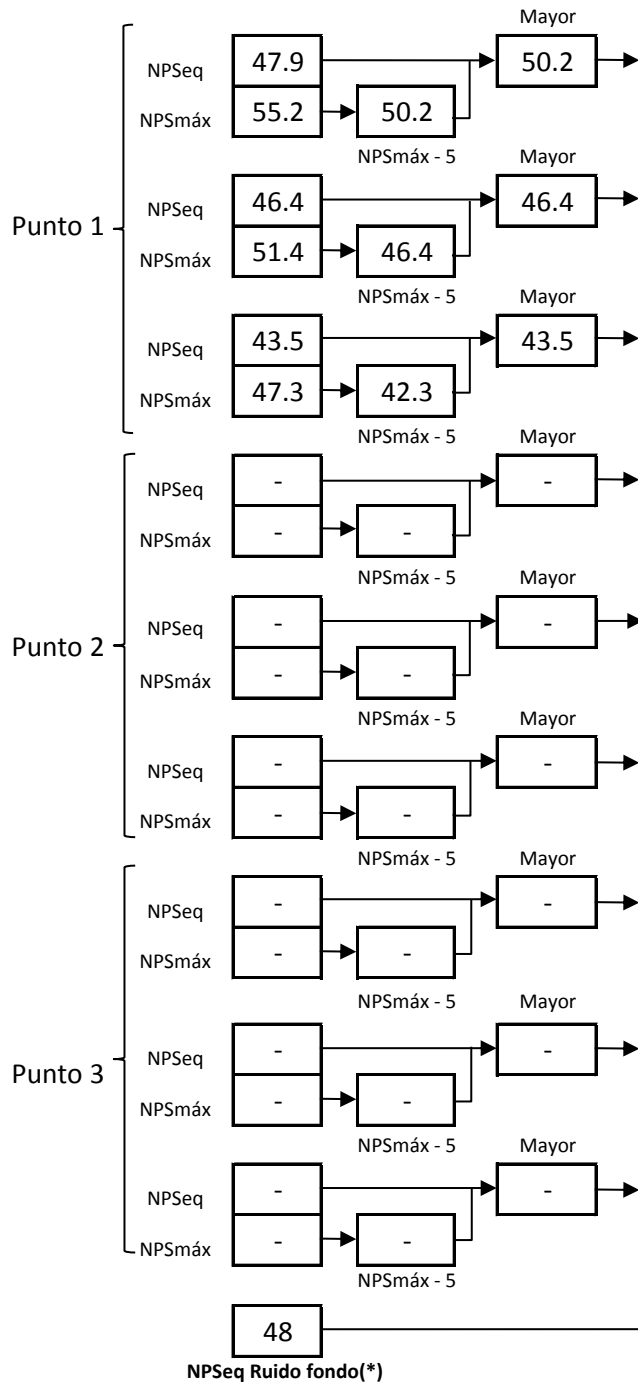 Mayor
NPSeq 47.9 50.2
NPSmáx 55.2 50.2
NPSmáx - 5
Mayor
NPSeq 46.4 46.4
Punto 1
NPSmáx 51.4 46.4
NPSmáx - 5
Mayor
NPSeq 43.5 43.5
NPSmáx 47.3 42.3
NPSmáx - 5
Mayor
NPSeq - -
NPSmáx - -
NPSmáx - 5
Mayor
NPSeq - -
Punto 2
NPSmáx - -
NPSmáx - 5
Mayor
NPSeq - -
NPSmáx - -
NPSmáx - 5
Mayor
NPSeq - -
NPSmáx - -
NPSmáx - 5
Mayor
NPSeq - -
Punto 3
NPSmáx - -
NPSmáx - 5
Mayor
NPSeq - -
NPSmáx - -
NPSmáx - 5
48
NPSeq Ruido fondo(*)